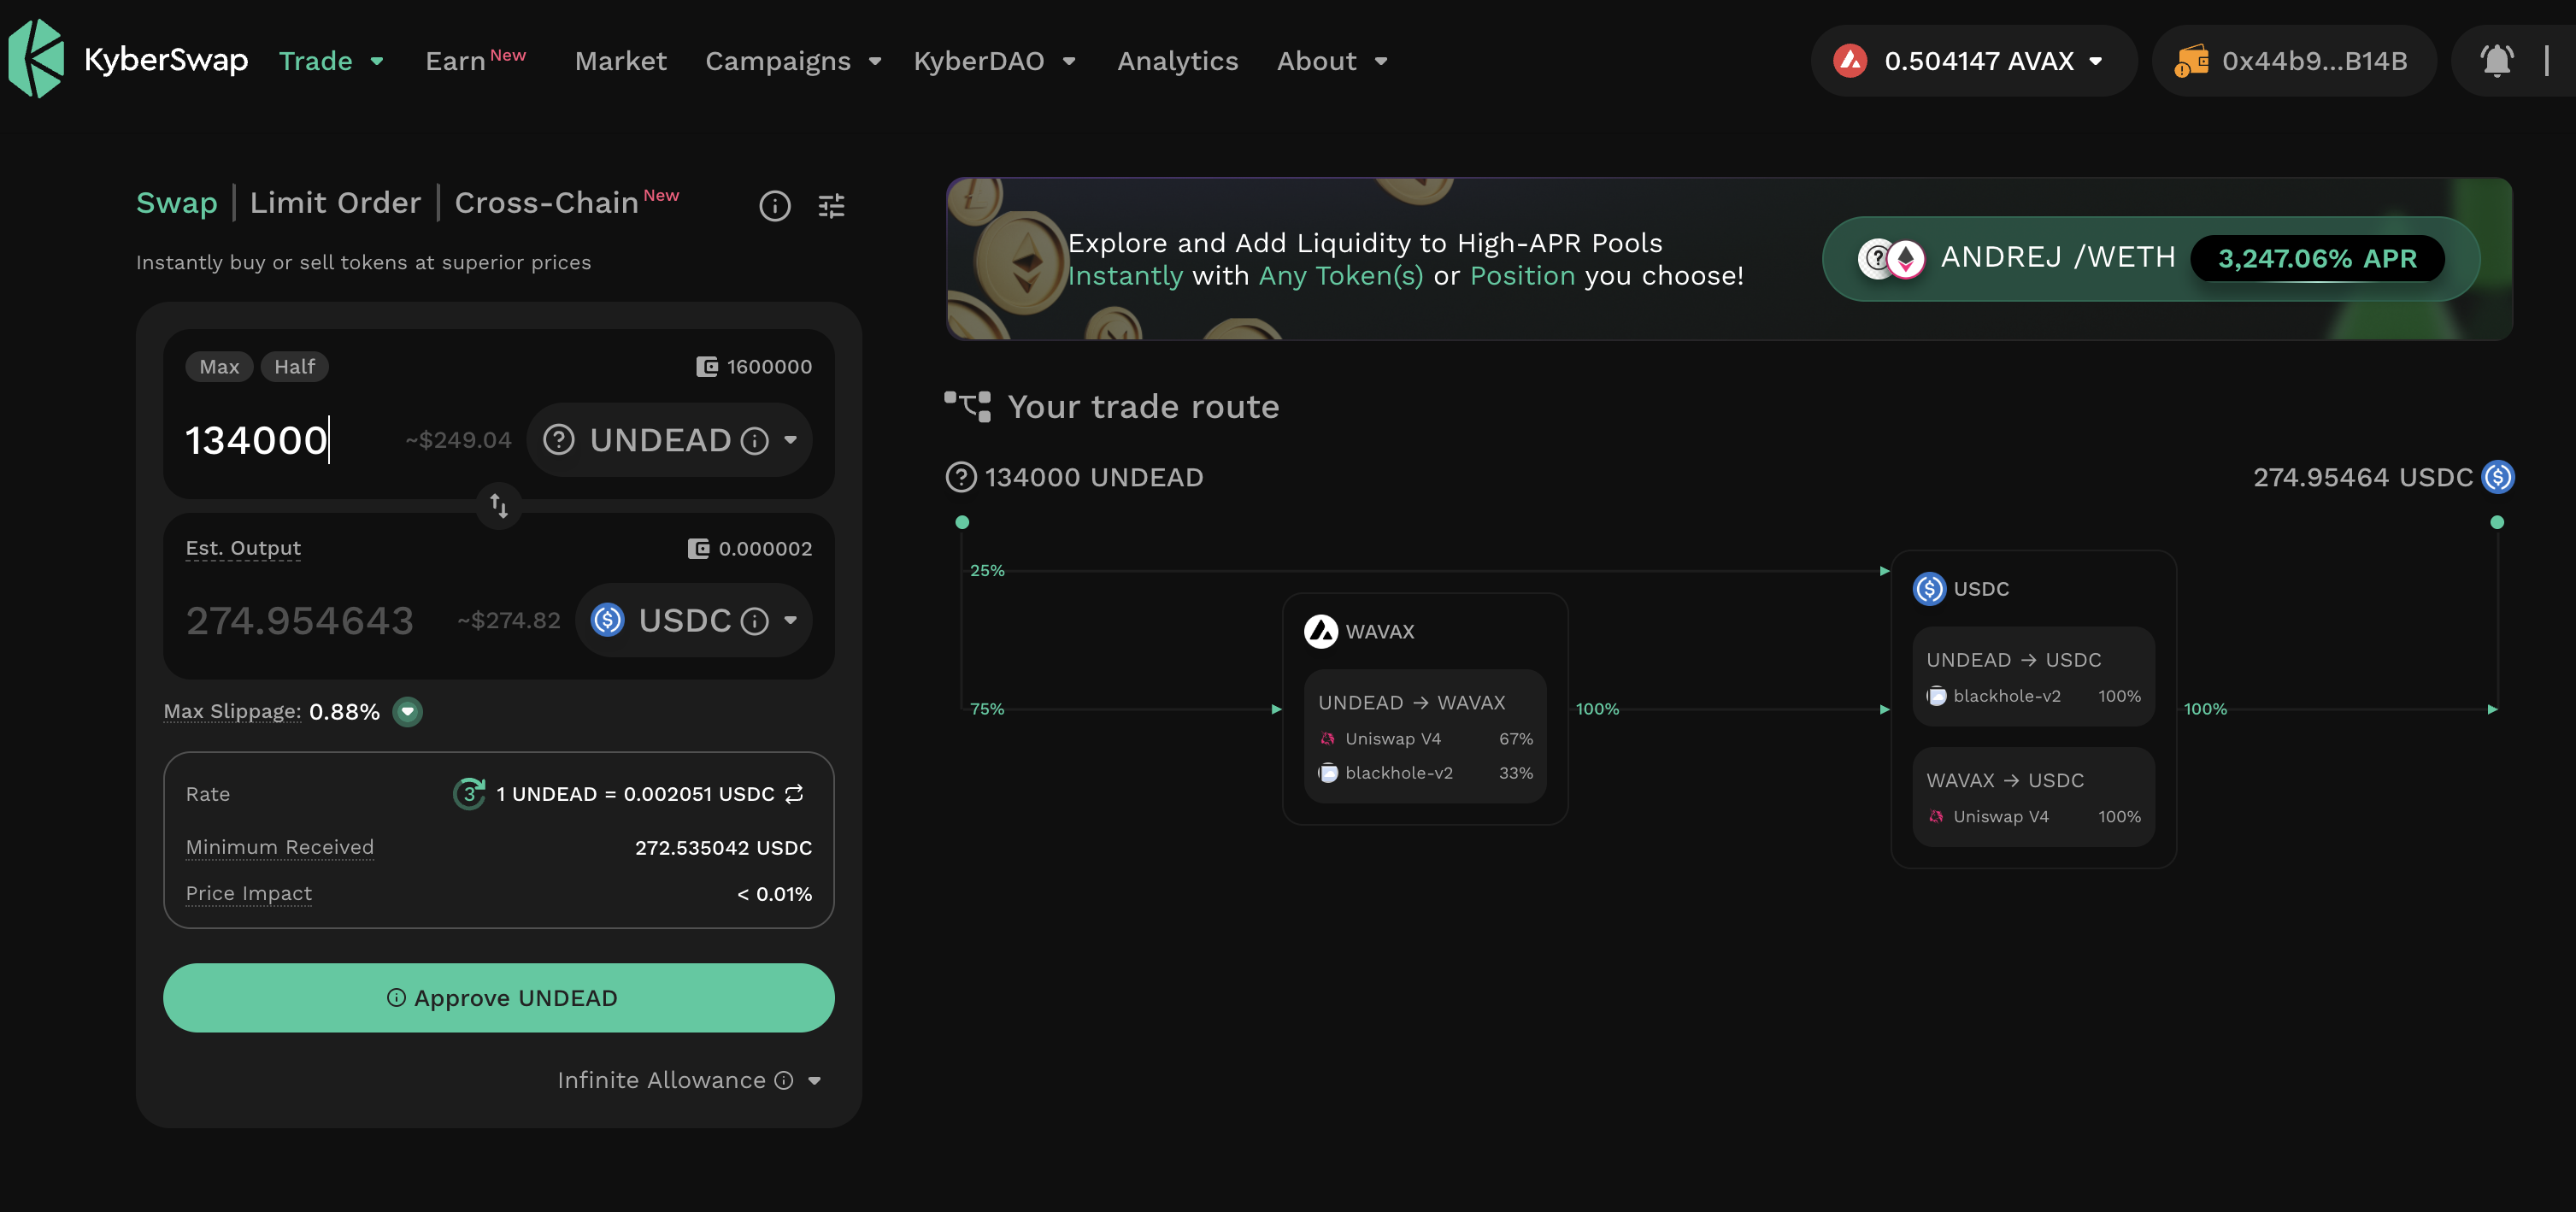 KyberSwap Trade Earn New Market Campaigns KyberDAO Analytics About 0.504147 AVAX 0x44b9...B14B
Swap | Limit Order | Cross-Chain New
Instantly buy or sell tokens at superior prices
Max Half 1600000
134000 ~$249.04 UNDEAD
Est. Output 0.000002
274.954643 ~$274.82 USDC
Max Slippage: 0.88%
Rate 3 1 UNDEAD = 0.002051 USDC
Minimum Received 272.535042 USDC
Price Impact < 0.01%
Approve UNDEAD
Infinite Allowance
Explore and Add Liquidity to High-APR Pools
Instantly with Any Token(s) or Position you choose!
ANDREJ /WETH 3,247.06% APR
Your trade route
134000 UNDEAD 274.95464 USDC
25%
75%
WAVAX
UNDEAD → WAVAX
Uniswap V4 67%
blackhole-v2 33%
100%
USDC
UNDEAD → USDC
blackhole-v2 100%
WAVAX → USDC
Uniswap V4 100%
100%